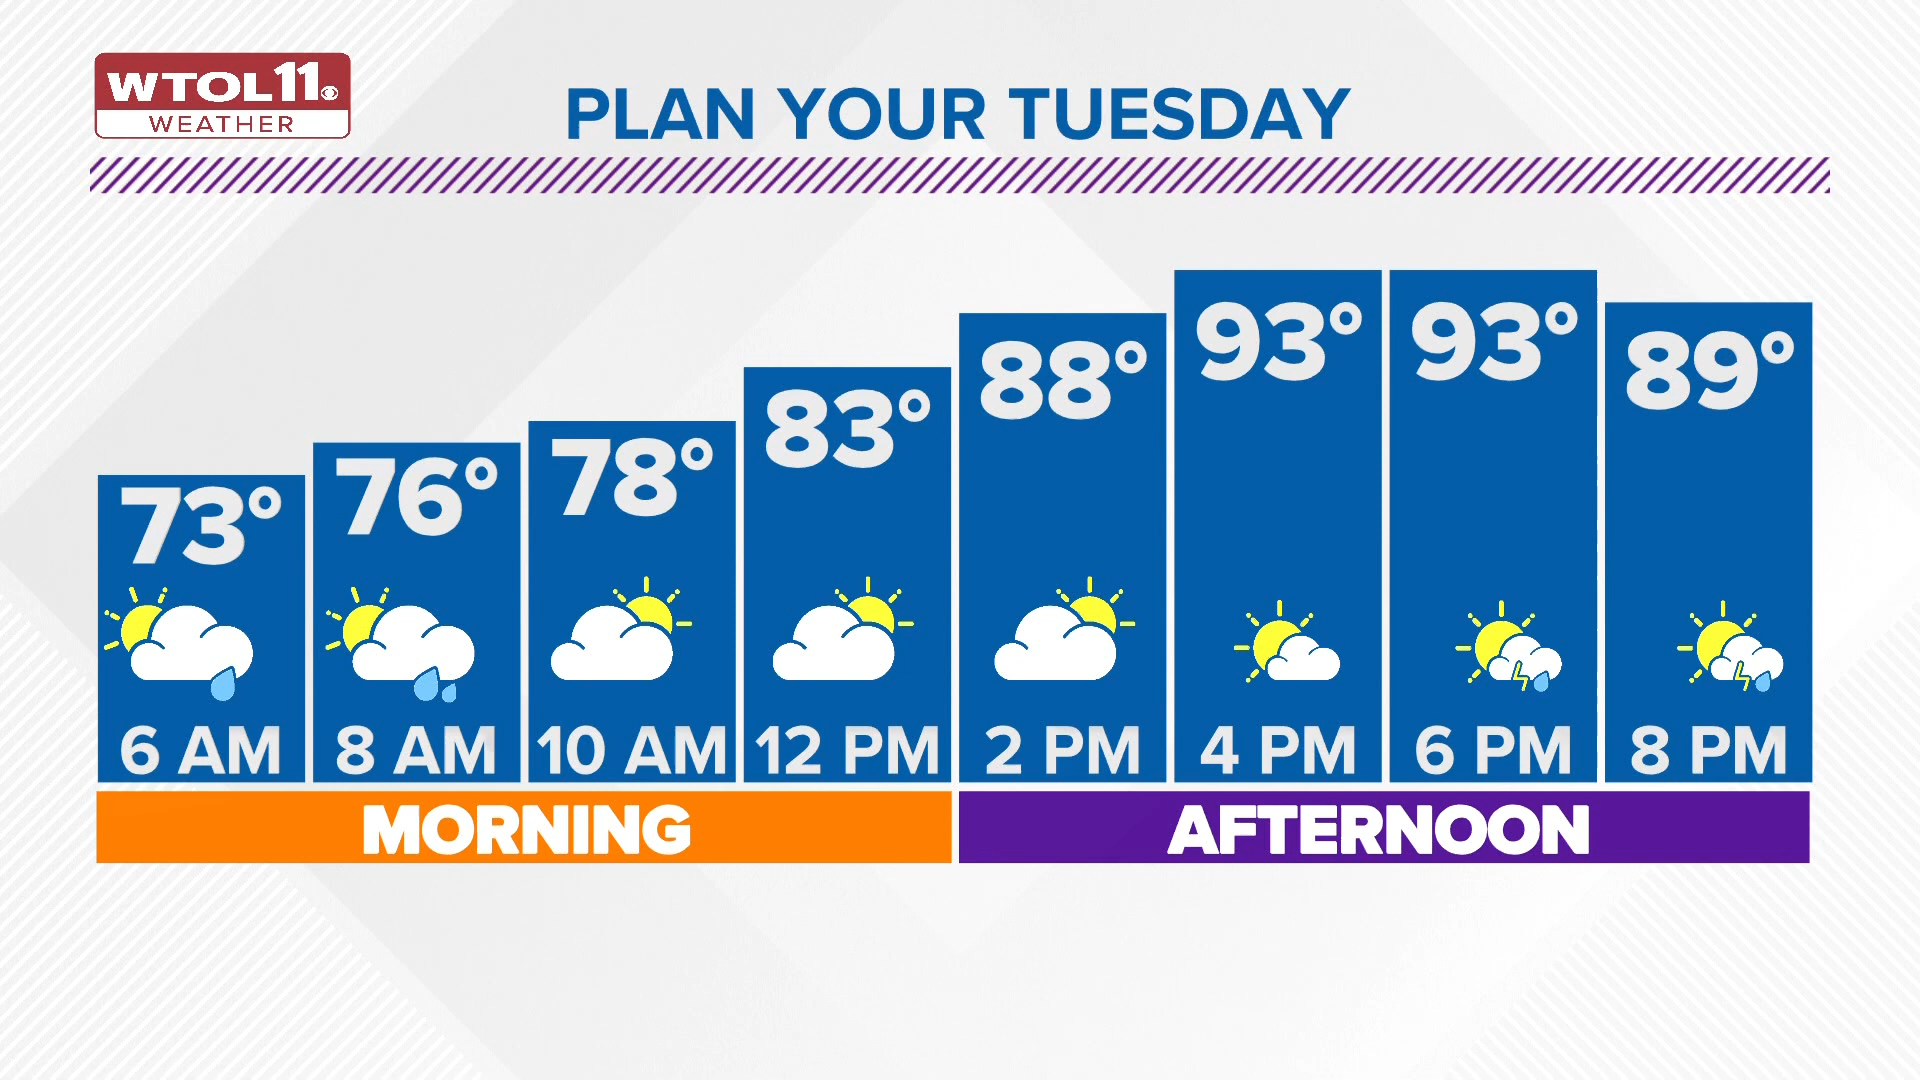 WTOL11
WEATHER
PLAN YOUR TUESDAY
73° 76° 78° 83° 88° 93° 93° 89°
6 AM 8 AM 10 AM 12 PM 2 PM 4 PM 6 PM 8 PM
MORNING AFTERNOON